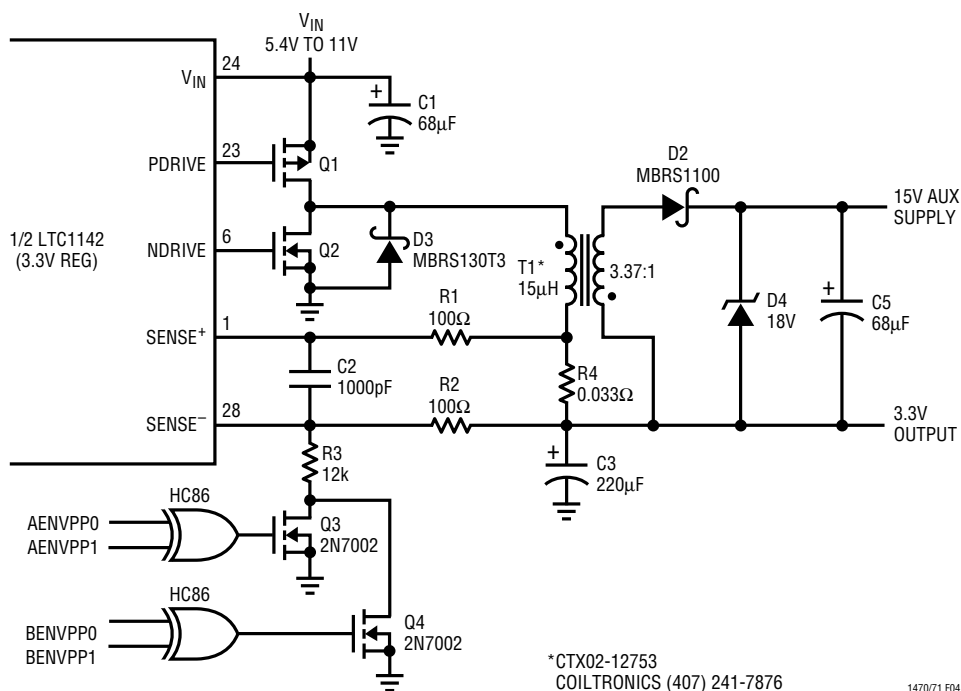 VIN
5.4V TO 11V
24
VIN
+
C1
68µF
23
PDRIVE
Q1
D2
MBRS1100
15V AUX
SUPPLY
1/2 LTC1142
(3.3V REG)
6
NDRIVE
Q2
D3
MBRS130T3
T1*
15µH
3.37:1
D4
18V
+
C5
68µF
R1
100Ω
1
SENSE+
C2
1000pF
R4
0.033Ω
R2
100Ω
28
SENSE–
3.3V
OUTPUT
R3
12k
+
C3
220µF
HC86
AENVPP0
AENVPP1
Q3
2N7002
HC86
BENVPP0
BENVPP1
Q4
2N7002
*CTX02-12753
COILTRONICS (407) 241-7876
1470/71 F04